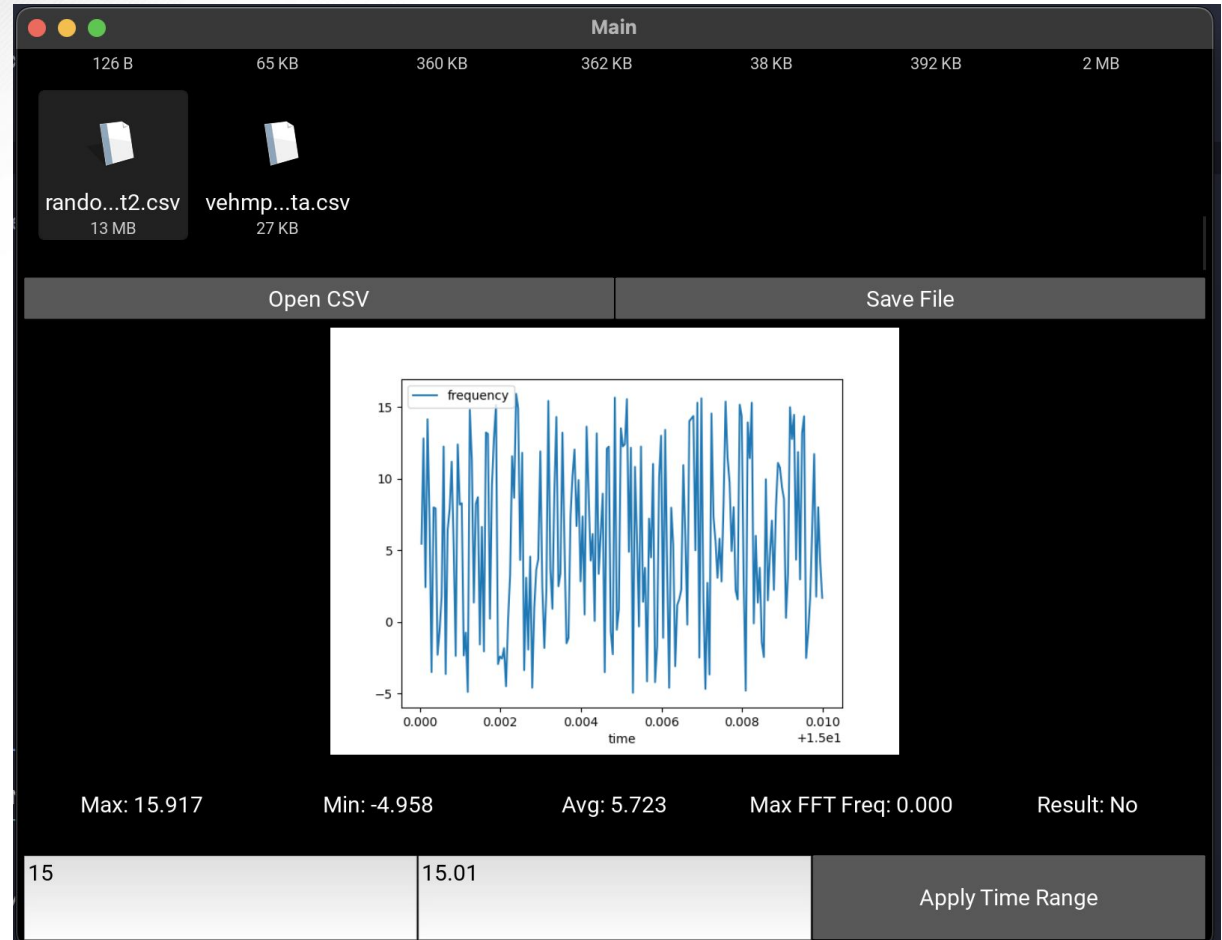 Main
126 B 65 KB 360 KB 362 KB 38 KB 392 KB 2 MB
rando...t2.csv vehmp...ta.csv
13 MB 27 KB
Open CSV Save File
frequency
15
10
5
0
−5
0.000 0.002 0.004 0.006 0.008 0.010
time +1.5e1
Max: 15.917 Min: -4.958 Avg: 5.723 Max FFT Freq: 0.000 Result: No
15 15.01 Apply Time Range